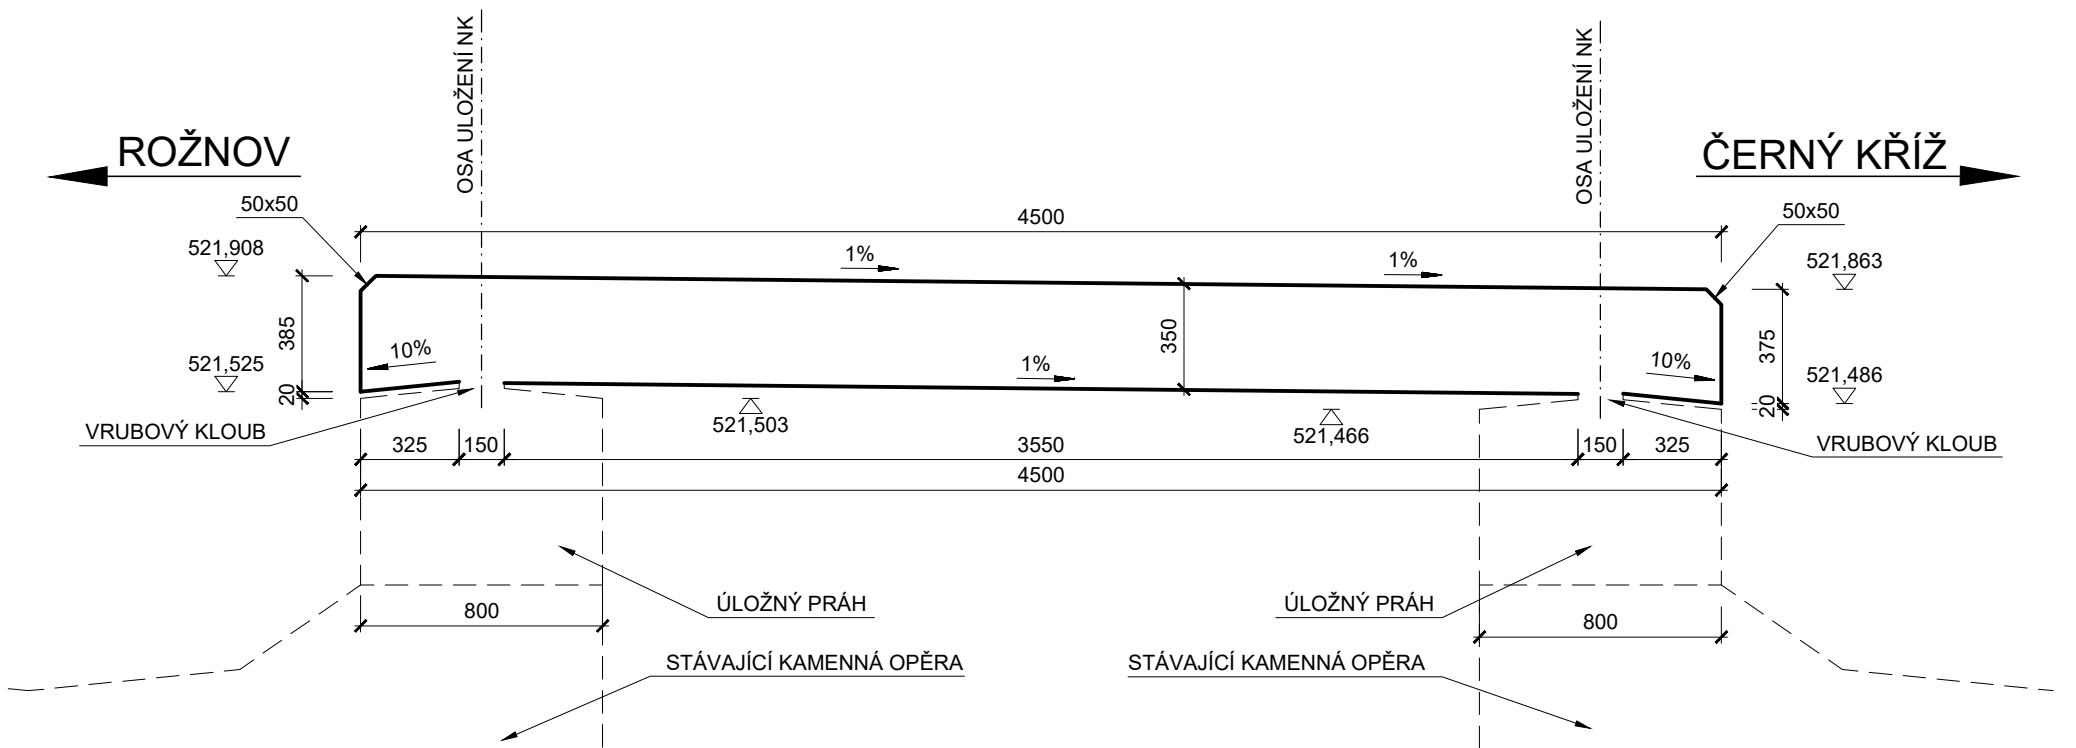 OSA ULOŽENÍ NK
OSA ULOŽENÍ NK
ROŽNOV
ČERNÝ KŘÍŽ
50x50
4500
50x50
521,908
1%
1%
521,863
385
10%
350
10%
375
521,525
1%
521,486
20
20
521,503
521,466
VRUBOVÝ KLOUB
VRUBOVÝ KLOUB
325
150
3550
150
325
4500
ÚLOŽNÝ PRÁH
ÚLOŽNÝ PRÁH
800
800
STÁVAJÍCÍ KAMENNÁ OPĚRA
STÁVAJÍCÍ KAMENNÁ OPĚRA